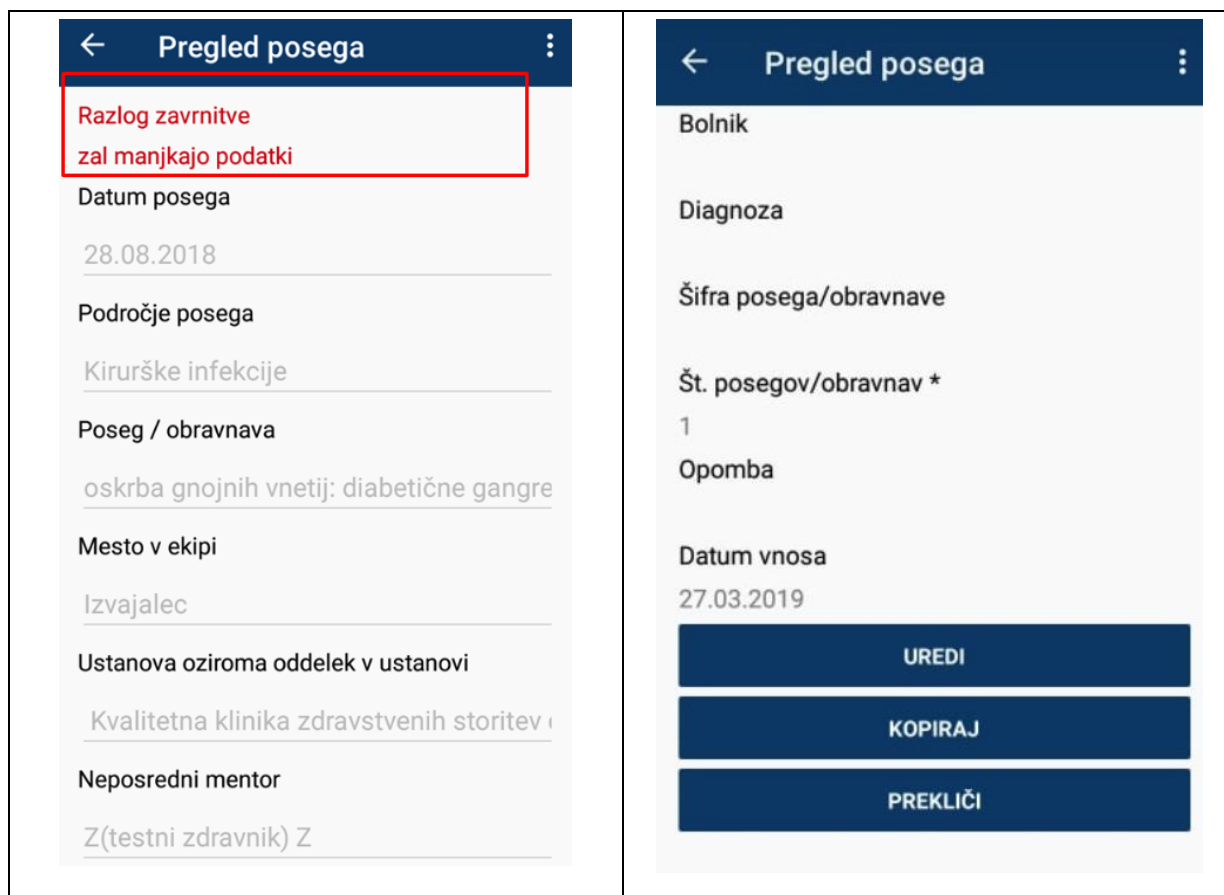 Pregled posega
Razlog zavrnitve
zal manjkajo podatki
Datum posega
28.08.2018
Področje posega
Kirurške infekcije
Poseg / obravnava
oskrba gnojnih vnetij: diabetične gangre
Mesto v ekipi
Izvajalec
Ustanova oziroma oddelek v ustanovi
Kvalitetna klinika zdravstvenih storitev
Neposredni mentor
Z(testni zdravnik) Z
Pregled posega
Bolnik
Diagnoza
Šifra posega/obravnave
Št. posegov/obravnav *
1
Opomba
Datum vnosa
27.03.2019
UREDI
KOPIRAJ
PREKLIČI